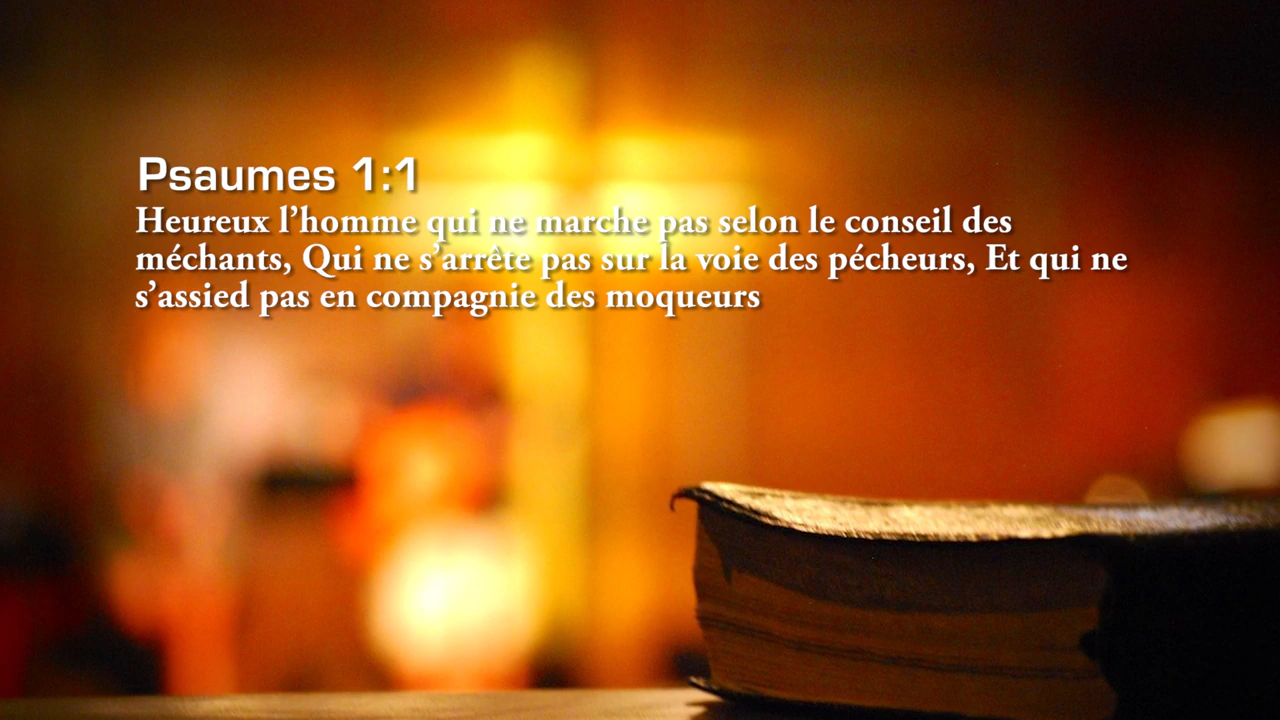 Psaumes 1:1
Heureux l’homme qui ne marche pas selon le conseil des
méchants, Qui ne s’arrête pas sur la voie des pécheurs, Et qui ne
s’assied pas en compagnie des moqueurs